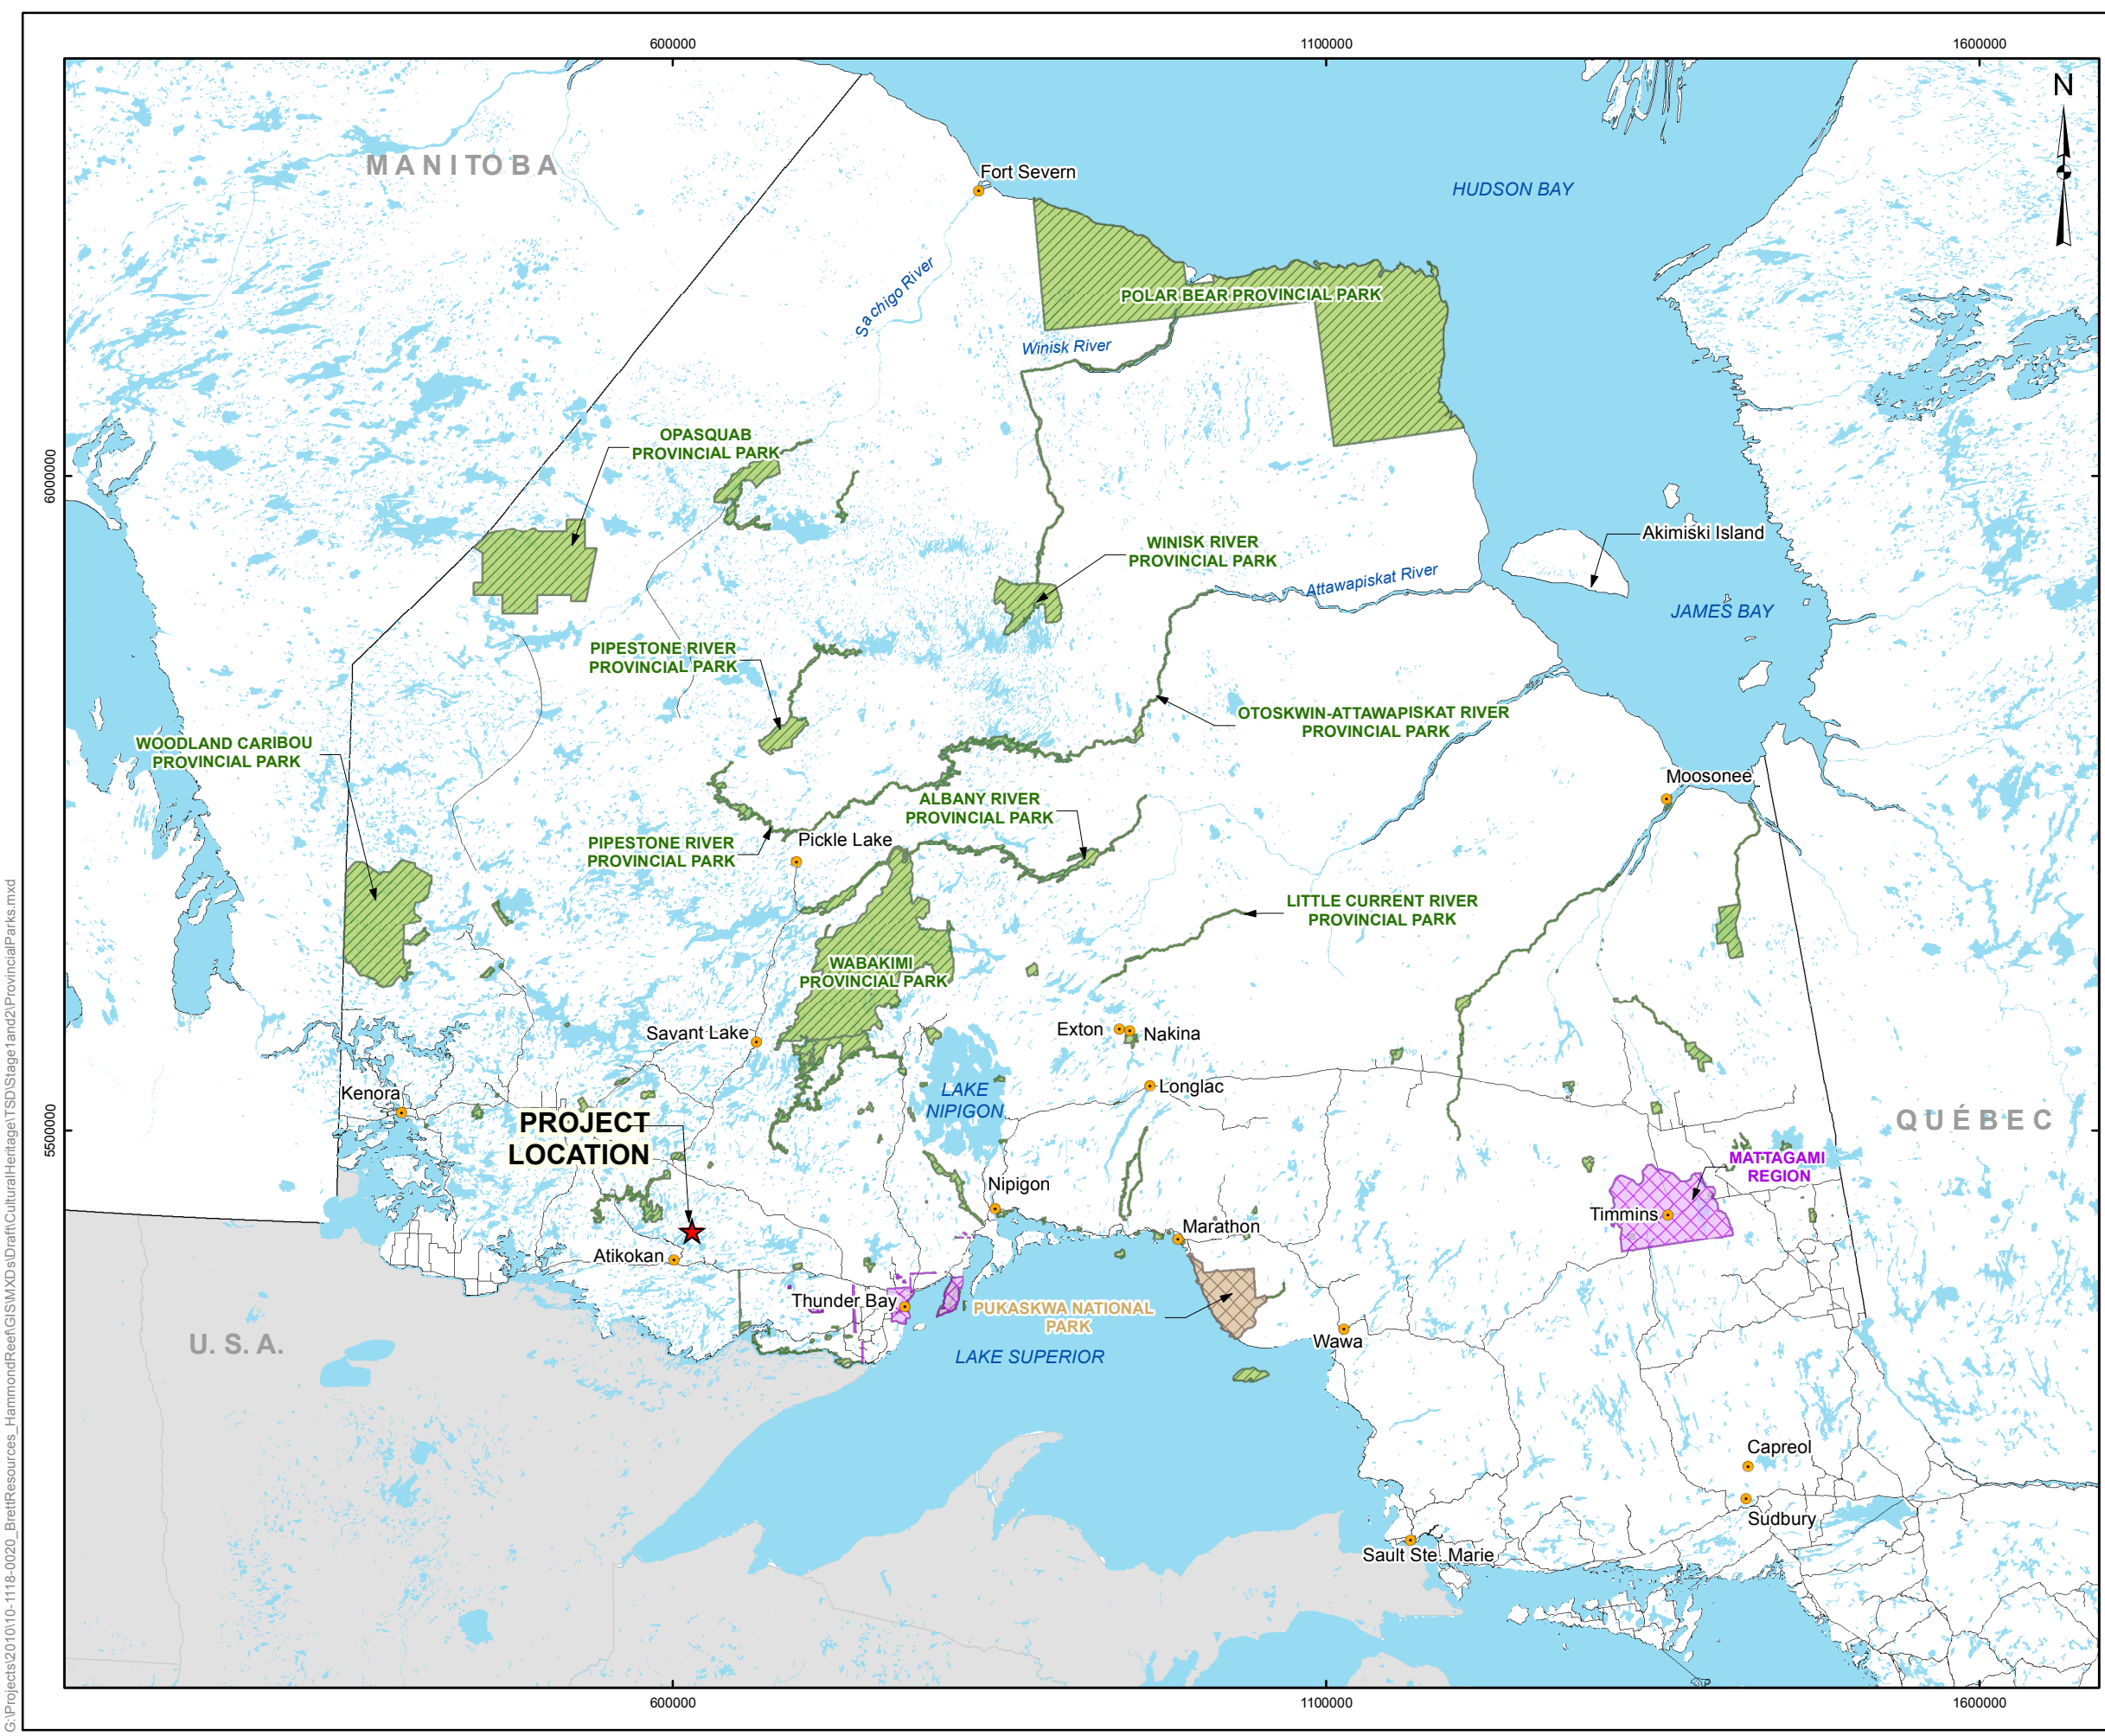 600000
1100000
1600000
N
MANITOBA
Fort Severn
HUDSON BAY
Sachigo River
POLAR BEAR PROVINCIAL PARK
Winisk River
OPASQUAB
PROVINCIAL PARK
6000000
Akimiski Island
WINISK RIVER
PROVINCIAL PARK
Attawapiskat River
JAMES BAY
PIPESTONE RIVER
PROVINCIAL PARK
OTOSKWIN-ATTAWAPISKAT RIVER
PROVINCIAL PARK
WOODLAND CARIBOU
PROVINCIAL PARK
Moosonee
ALBANY RIVER
PROVINCIAL PARK
Pickle Lake
PIPESTONE RIVER
PROVINCIAL PARK
LITTLE CURRENT RIVER
PROVINCIAL PARK
WABAKIMI
PROVINCIAL PARK
Savant Lake
Exton
Nakina
Kenora
LAKE
NIPIGON
Longlac
5500000
PROJECT
LOCATION
QUÉBEC
MATTAGAMI
REGION
Nipigon
Timmins
Marathon
Atikokan
Thunder Bay
PUKASKWA NATIONAL
PARK
U. S. A.
Wawa
LAKE SUPERIOR
Capreol
Sudbury
Sault Ste. Marie
600000
1100000
1600000
G:\Projects\2010\10-1118-0020_BrettResources_HammondReef\GIS\MXDs\Draft\CulturalHeritage\TSD\Stage1and2\ProvincialParks.mxd